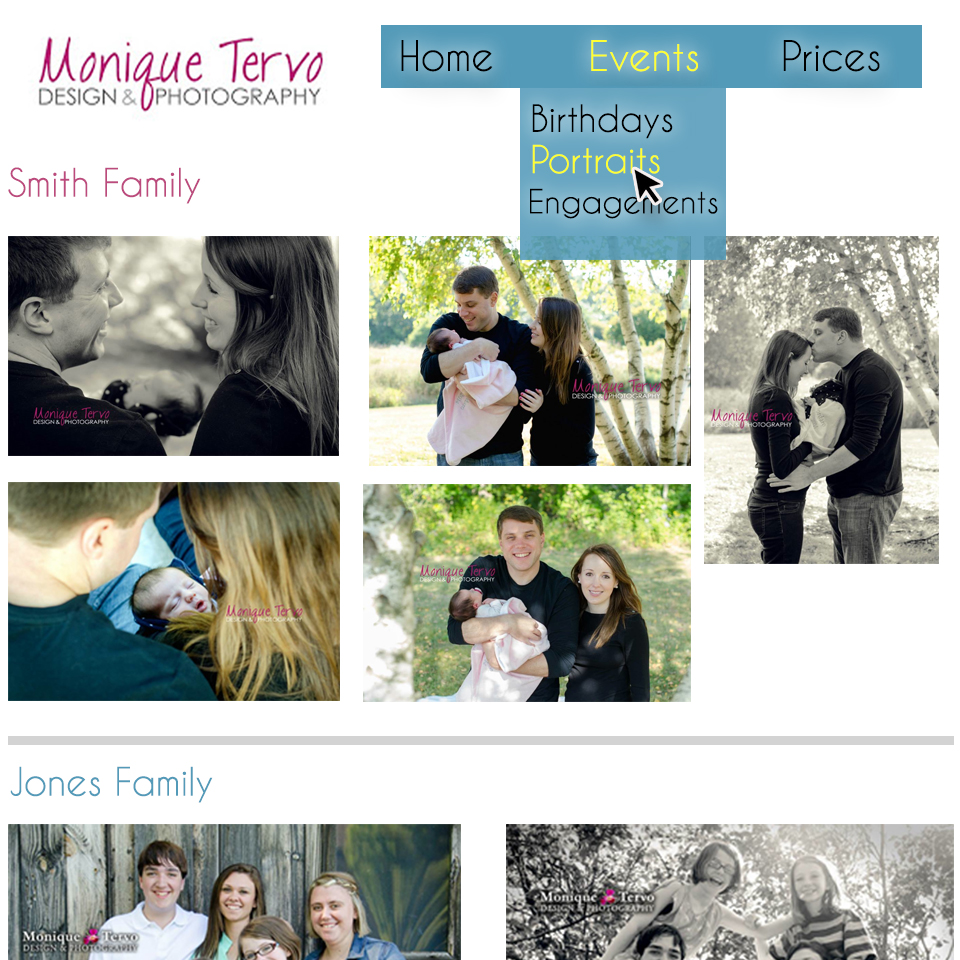 Monique Tervo
DESIGN & PHOTOGRAPHY
Home Events Prices
Birthdays
Portraits
Engagements
Smith Family
Monique Tervo
DESIGN & PHOTOGRAPHY
Monique Tervo
DESIGN & PHOTOGRAPHY
Monique Tervo
DESIGN & PHOTOGRAPHY
Monique Tervo
DESIGN & PHOTOGRAPHY
Monique Tervo
DESIGN & PHOTOGRAPHY
Jones Family
Monique Tervo
DESIGN & PHOTOGRAPHY
Monique Tervo
DESIGN & PHOTOGRAPHY